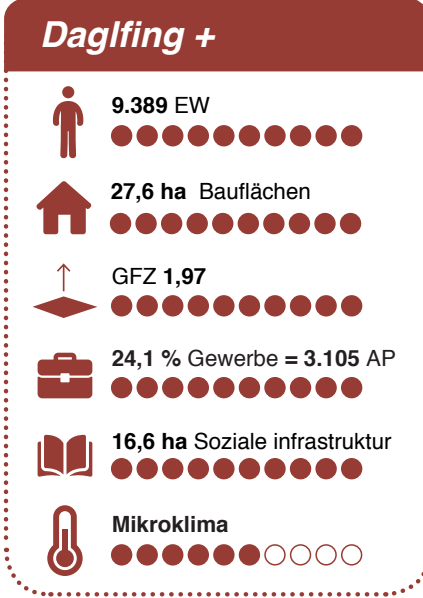 Daglfing +
9.389 EW
27,6 ha Bauflächen
GFZ 1,97
24,1 % Gewerbe = 3.105 AP
16,6 ha Soziale infrastruktur
Mikroklima